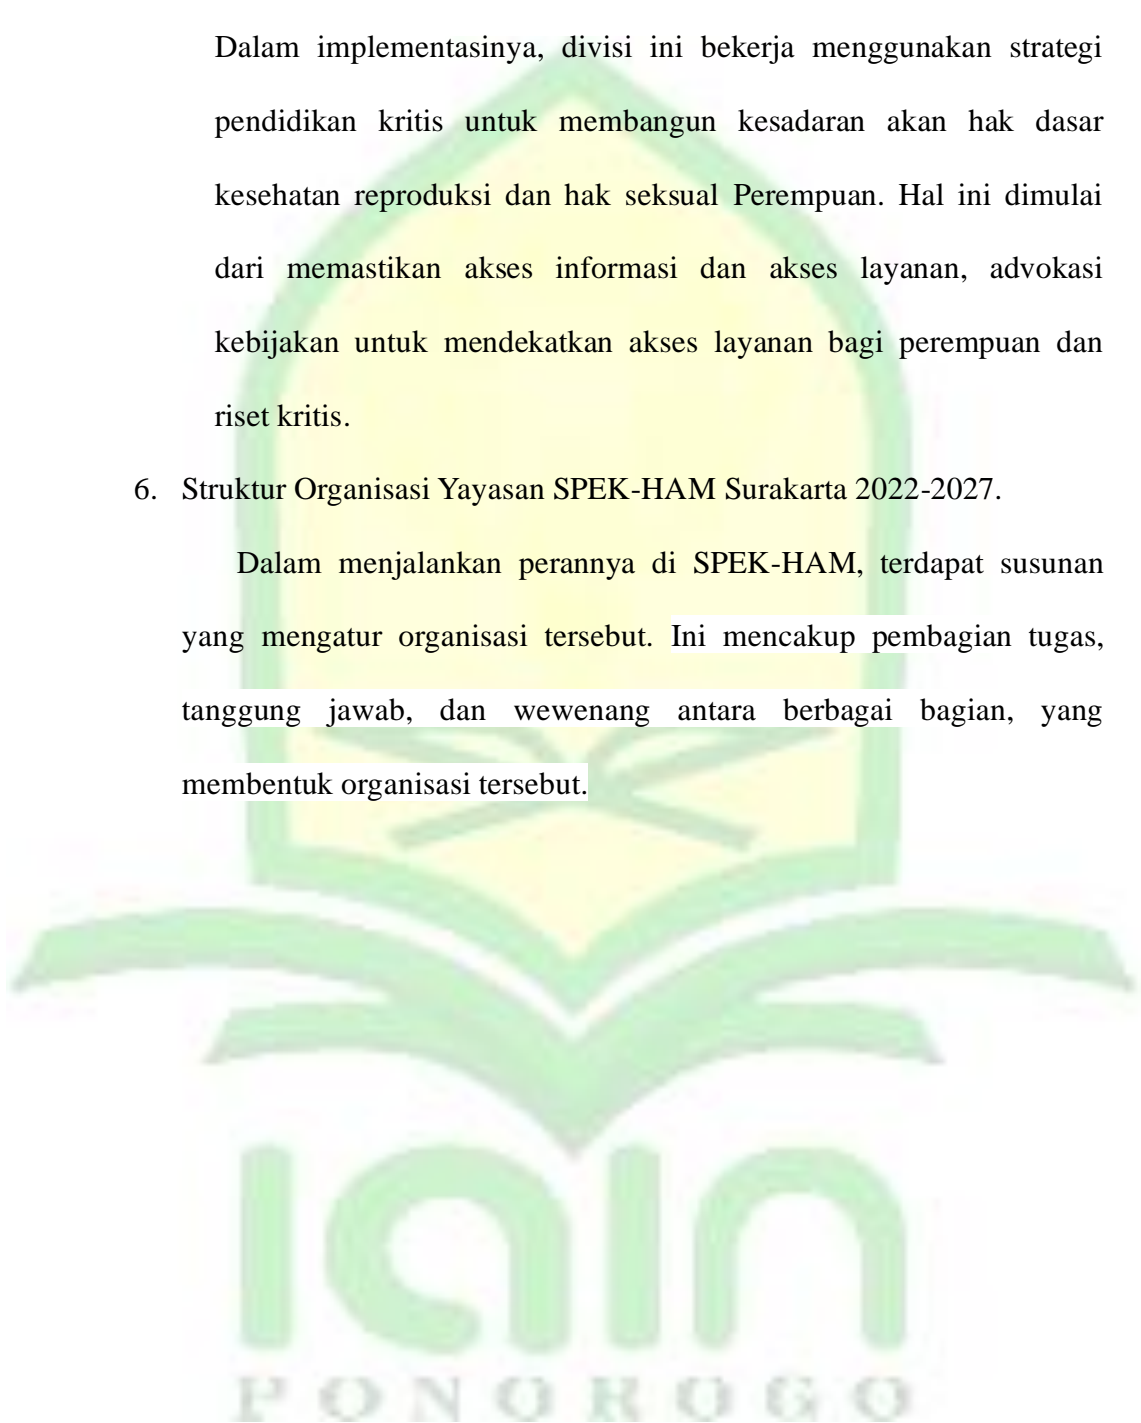 Dalam implementasinya, divisi ini bekerja menggunakan strategi
pendidikan kritis untuk membangun kesadaran akan hak dasar
kesehatan reproduksi dan hak seksual Perempuan. Hal ini dimulai
dari memastikan akses informasi dan akses layanan, advokasi
kebijakan untuk mendekatkan akses layanan bagi perempuan dan
riset kritis.
6. Struktur Organisasi Yayasan SPEK-HAM Surakarta 2022-2027.
Dalam menjalankan perannya di SPEK-HAM, terdapat susunan
yang mengatur organisasi tersebut. Ini mencakup pembagian tugas,
tanggung jawab, dan wewenang antara berbagai bagian, yang
membentuk organisasi tersebut.
iain
PONOROGO